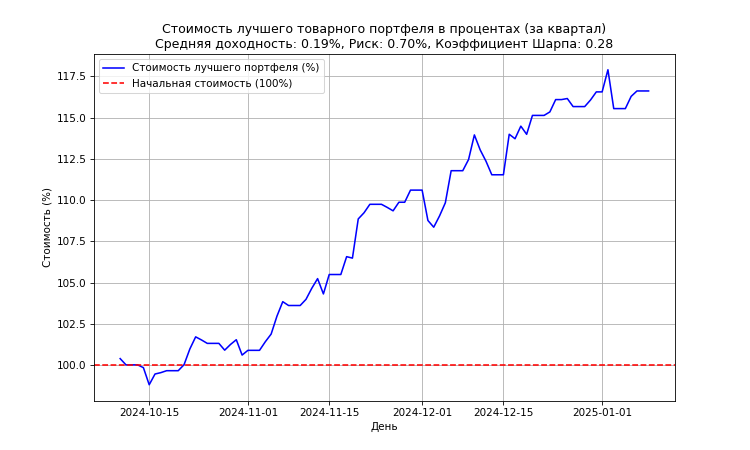 Стоимость лучшего товарного портфеля в процентах (за квартал)
Средняя доходность: 0.19%, Риск: 0.70%, Коэффициент Шарпа: 0.28
Стоимость лучшего портфеля (%)
Начальная стоимость (100%)
Стоимость (%)
117.5
115.0
112.5
110.0
107.5
105.0
102.5
100.0
2024-10-15 2024-11-01 2024-11-15 2024-12-01 2024-12-15 2025-01-01
День